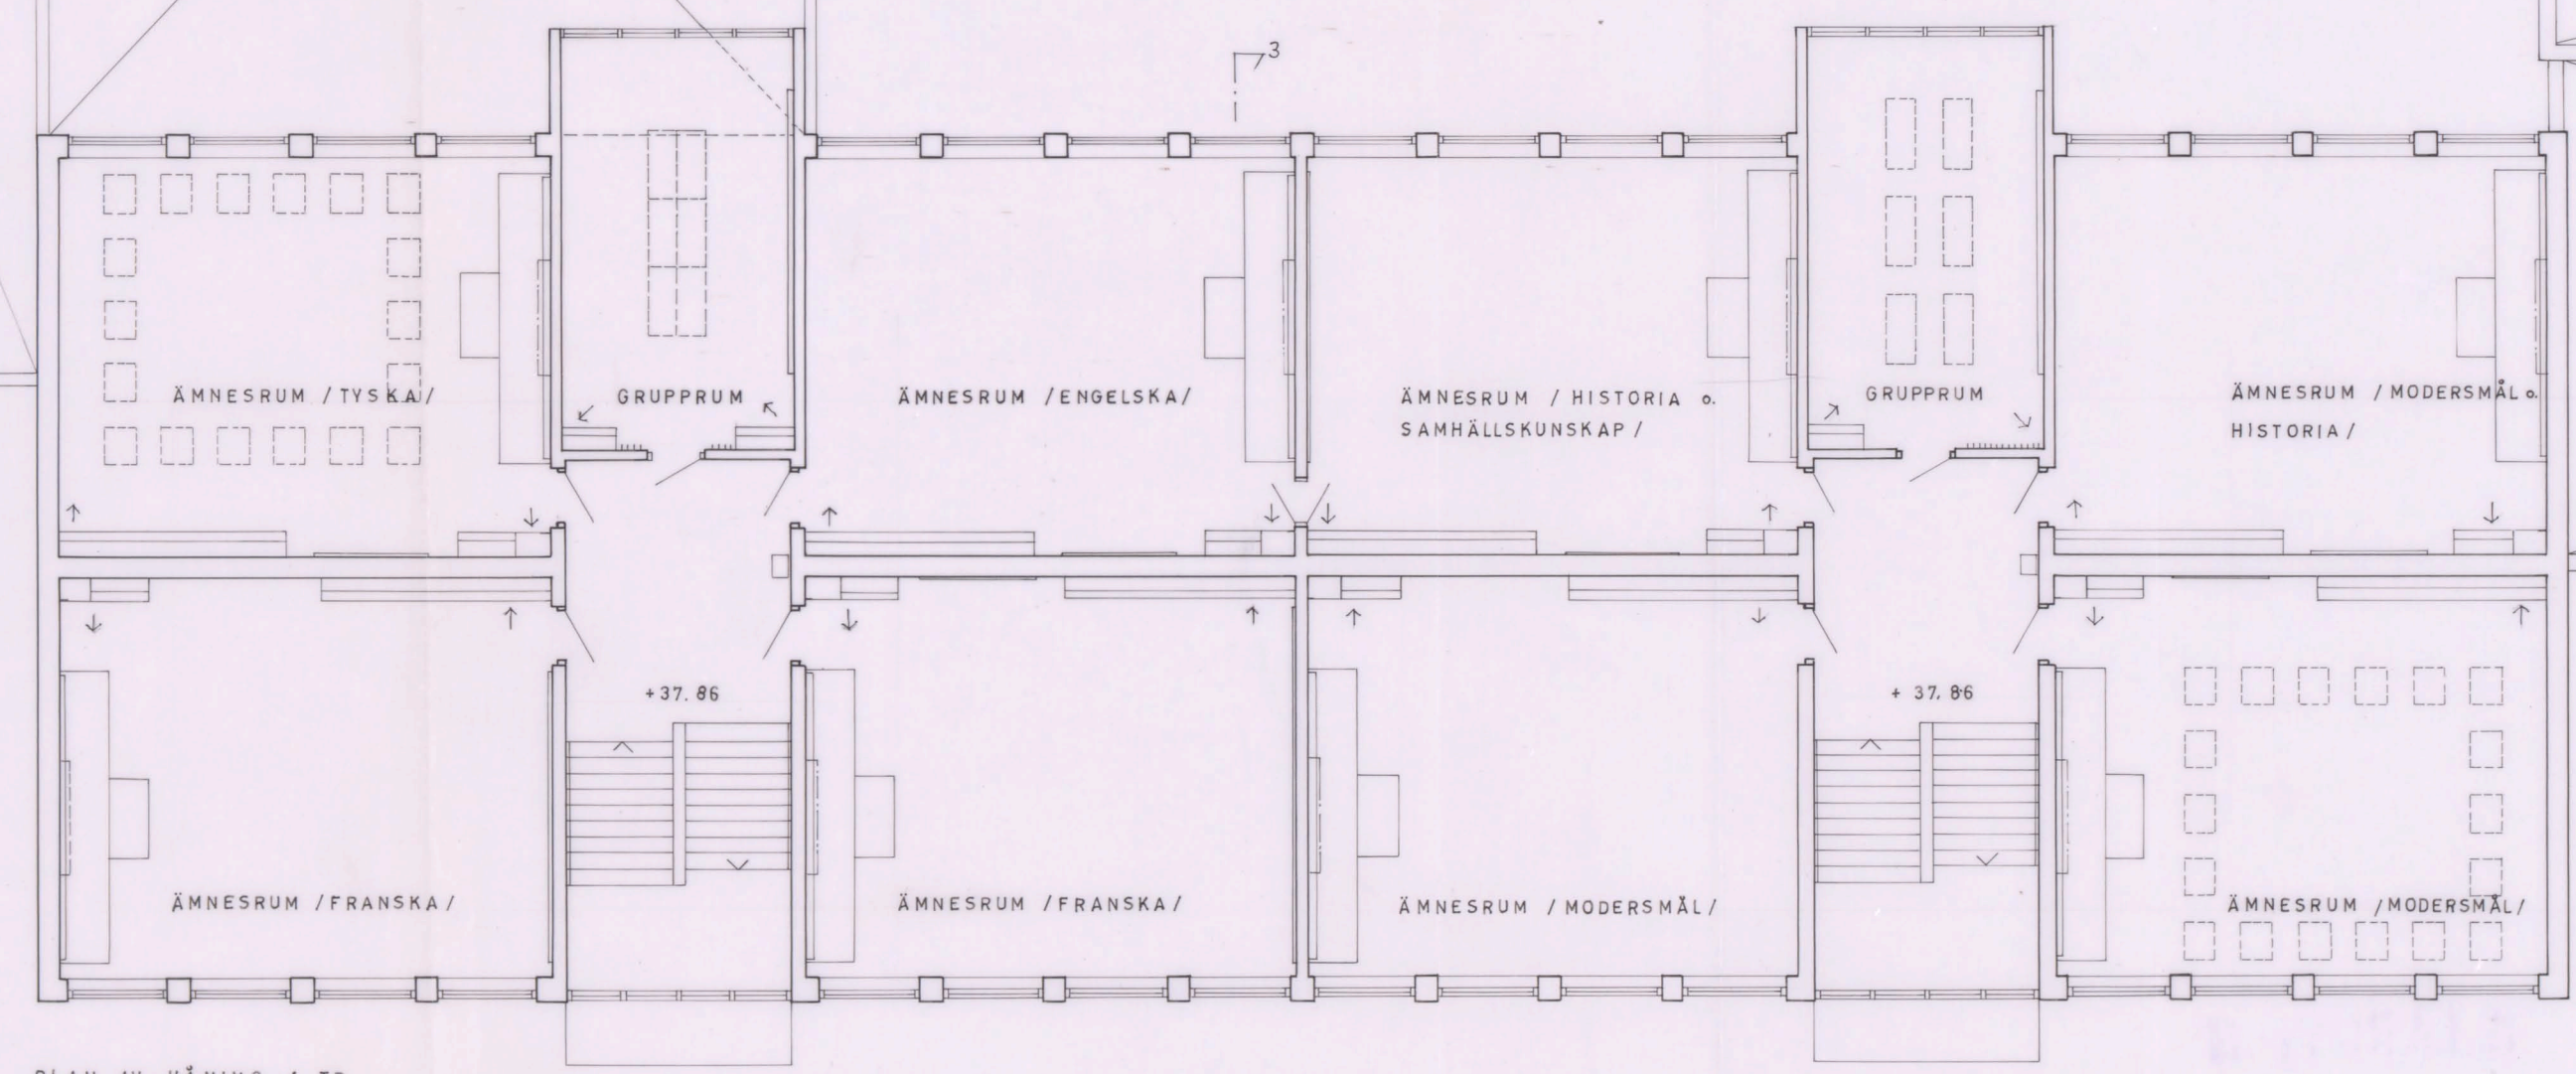 3
ÄMNESRUM /TYSKA/
GRUPPRUM
ÄMNESRUM /ENGELSKA/
ÄMNESRUM / HISTORIA o.
SAMHÄLLSKUNSKAP /
GRUPPRUM
ÄMNESRUM /MODERSMÅL o.
HISTORIA/
+37.86
+ 37.86
ÄMNESRUM /FRANSKA/
ÄMNESRUM /FRANSKA/
ÄMNESRUM /MODERSMÅL/
ÄMNESRUM /MODERSMÅL/